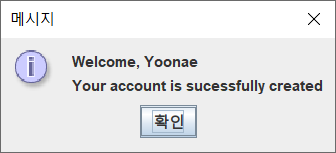 메시지
Welcome, Yoonae
Your account is sucessfully created
확인